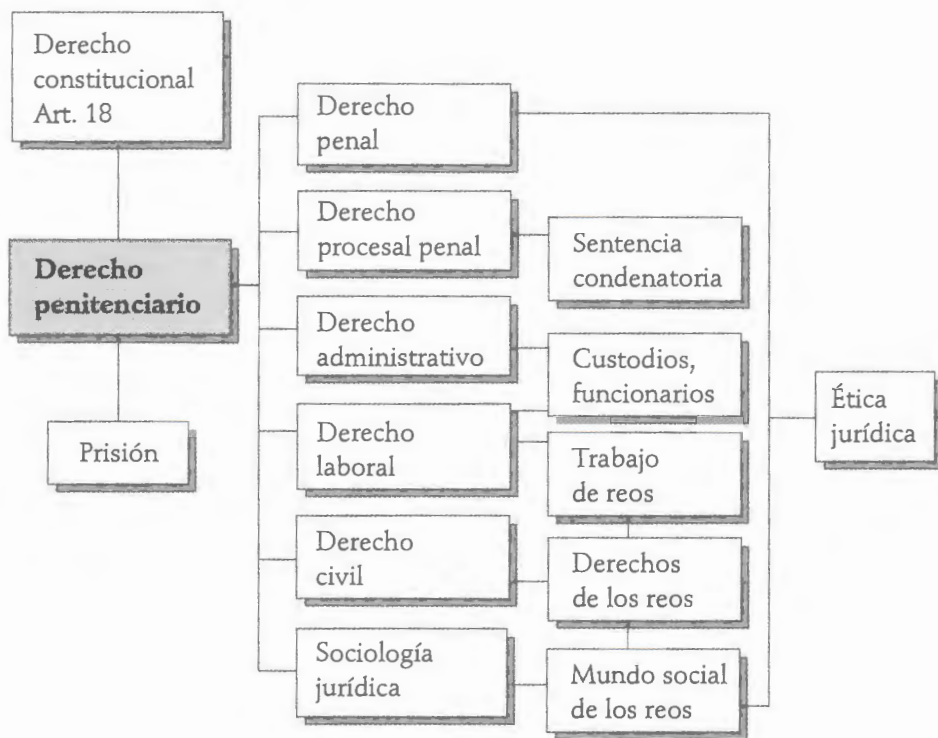 Derecho
constitucional
Art. 18
Derecho
penitenciario
Prisión
Derecho
penal
Derecho
procesal penal
Derecho
administrativo
Derecho
laboral
Derecho
civil
Sociología
jurídica
Sentencia
condenatoria
Custodios,
funcionarios
Trabajo
de reos
Derechos
de los reos
Mundo social
de los reos
Ética
jurídica